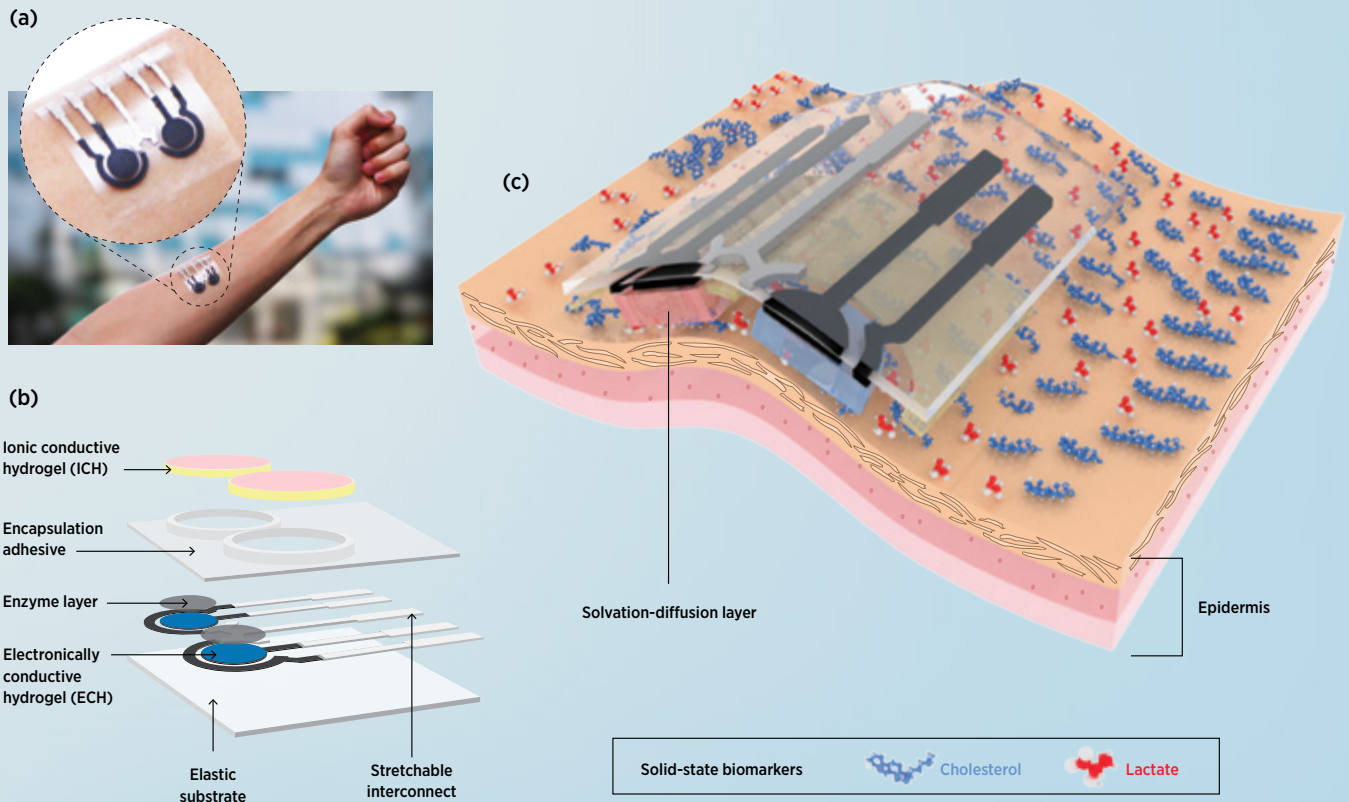 (a)
(b)
Ionic conductive
hydrogel (ICH)
Encapsulation
adhesive
Enzyme layer
Electronically
conductive
hydrogel (ECH)
Elastic
substrate
Stretchable
interconnect
(c)
Solvation-diffusion layer
Epidermis
Solid-state biomarkers
Cholesterol
Lactate